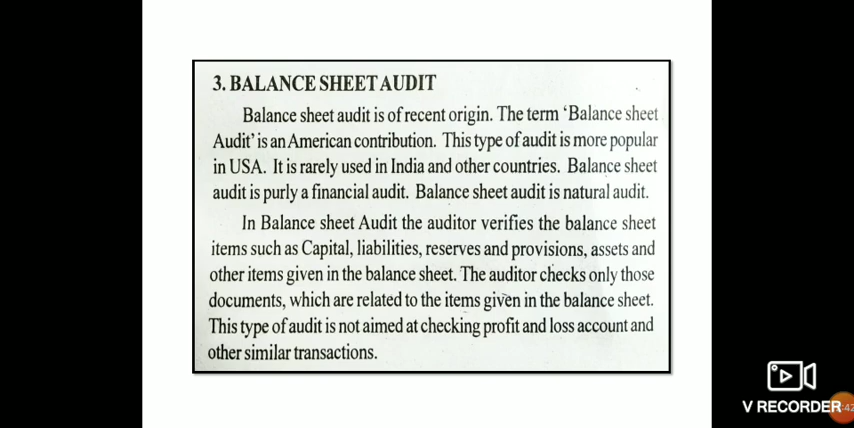 3. BALANCE SHEET AUDIT
Balance sheet audit is of recent origin. The term ‘Balance sheet
Audit’ is an American contribution. This type of audit is more popular
in USA. It is rarely used in India and other countries. Balance sheet
audit is purly a financial audit. Balance sheet audit is natural audit.
In Balance sheet Audit the auditor verifies the balance sheet
items such as Capital, liabilities, reserves and provisions, assets and
other items given in the balance sheet. The auditor checks only those
documents, which are related to the items given in the balance sheet.
This type of audit is not aimed at checking profit and loss account and
other similar transactions.
V RECORDER